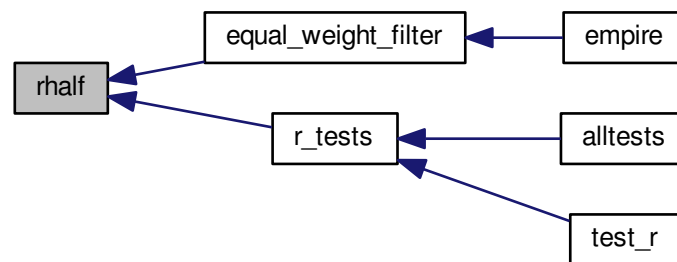 equal_weight_filter
empire
rhalf
r_tests
alltests
test_r